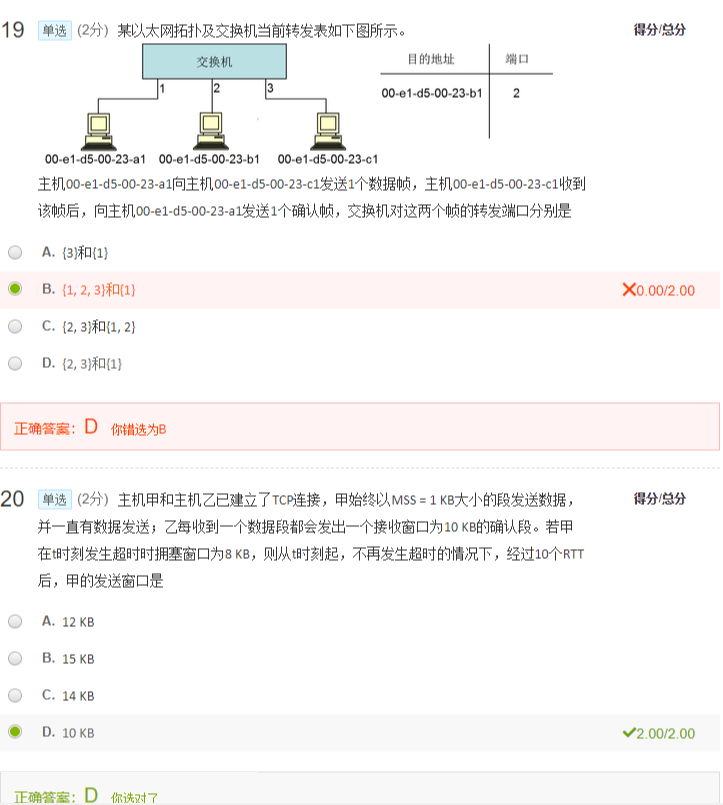 19 单选 (2分) 某以太网拓扑及交换机当前转发表如下图所示。 得分/总分
交换机
目的地址 端口
1 2 3
00-e1-d5-00-23-b1 2
00-e1-d5-00-23-a1 00-e1-d5-00-23-b1 00-e1-d5-00-23-c1
主机00-e1-d5-00-23-a1向主机00-e1-d5-00-23-c1发送1个数据帧，主机00-e1-d5-00-23-c1收到
该帧后，向主机00-e1-d5-00-23-a1发送1个确认帧，交换机对这两个帧的转发端口分别是
A. {3}和{1}
B. {1, 2, 3}和{1} 0.00/2.00
C. {2, 3}和{1, 2}
D. {2, 3}和{1}
正确答案：D 你错选为B
20 单选 (2分) 主机甲和主机乙已建立了TCP连接，甲始终以MSS = 1 KB大小的段发送数据， 得分/总分
并一直有数据发送；乙每收到一个数据段都会发出一个接收窗口为10 KB的确认段。若甲
在t时刻发生超时时拥塞窗口为8 KB，则从t时刻起，不再发生超时的情况下，经过10个RTT
后，甲的发送窗口是
A. 12 KB
B. 15 KB
C. 14 KB
D. 10 KB 2.00/2.00
正确答案：D 你选对了